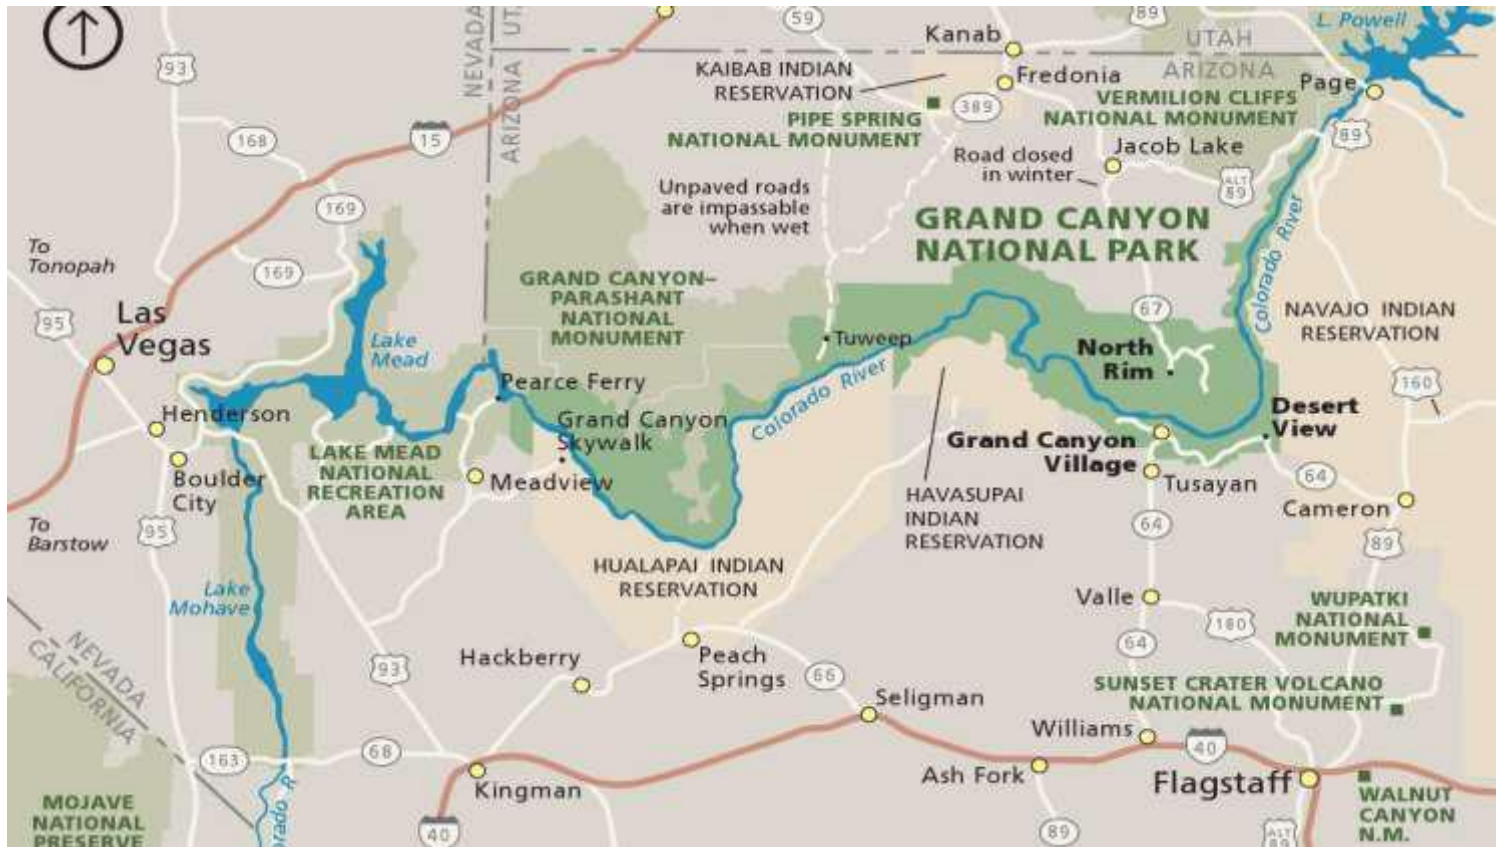 NEVADA
UT
ARIZONA
59
89
L. Powell
Kanab
UTAH
ARIZONA
93
KAIBAB INDIAN
RESERVATION
Fredonia
Page
15
168
PIPE SPRING
NATIONAL MONUMENT
389
VERMILION CLIFFS
NATIONAL MONUMENT
89
Jacob Lake
Road closed
in winter
ALT
89
Unpaved roads
are impassable
when wet
169
GRAND CANYON
NATIONAL PARK
Colorado River
To
Tonopah
169
GRAND CANYON–
PARASHANT
NATIONAL
MONUMENT
67
NAVAJO INDIAN
RESERVATION
95
Las
Vegas
Lake
Mead
Tuweep
North
Rim
160
Pearce Ferry
Colorado River
Henderson
Grand Canyon
Skywalk
Desert
View
Grand Canyon
Village
LAKE MEAD
NATIONAL
RECREATION
AREA
Boulder
City
Meadview
Tusayan
64
Cameron
HAVASUPAI
INDIAN
RESERVATION
To
Barstow
95
64
89
HUALAPAI INDIAN
RESERVATION
Lake
Mohave
Valle
180
WUPATKI
NATIONAL
MONUMENT
NEVADA
CALIFORNIA
64
93
Hackberry
Peach
Springs
66
SUNSET CRATER VOLCANO
NATIONAL MONUMENT
Seligman
Williams
163
68
40
Ash Fork
Flagstaff
Kingman
MOJAVE
NATIONAL
PRESERVE
orado R
40
89
ALT
89
WALNUT
CANYON
N.M.